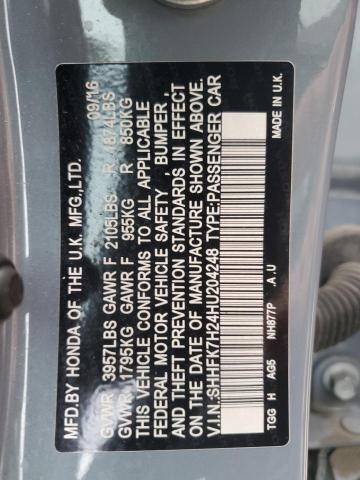 MFD.BY HONDA OF THE U.K. MFG.,LTD. 09/16
GVWR 3957LBS GAWR F 2105LBS R 1874LBS
GVWR 1795KG GAWR F 955KG R 850KG
THIS VEHICLE CONFORMS TO ALL APPLICABLE
FEDERAL MOTOR VEHICLE SAFETY, BUMPER,
AND THEFT PREVENTION STANDARDS IN EFFECT
ON THE DATE OF MANUFACTURE SHOWN ABOVE.
V.I.N.:SHHFK7H24HU204248 TYPE:PASSENGER CAR
TGG H AG5 NH877P .A.U MADE IN U.K.